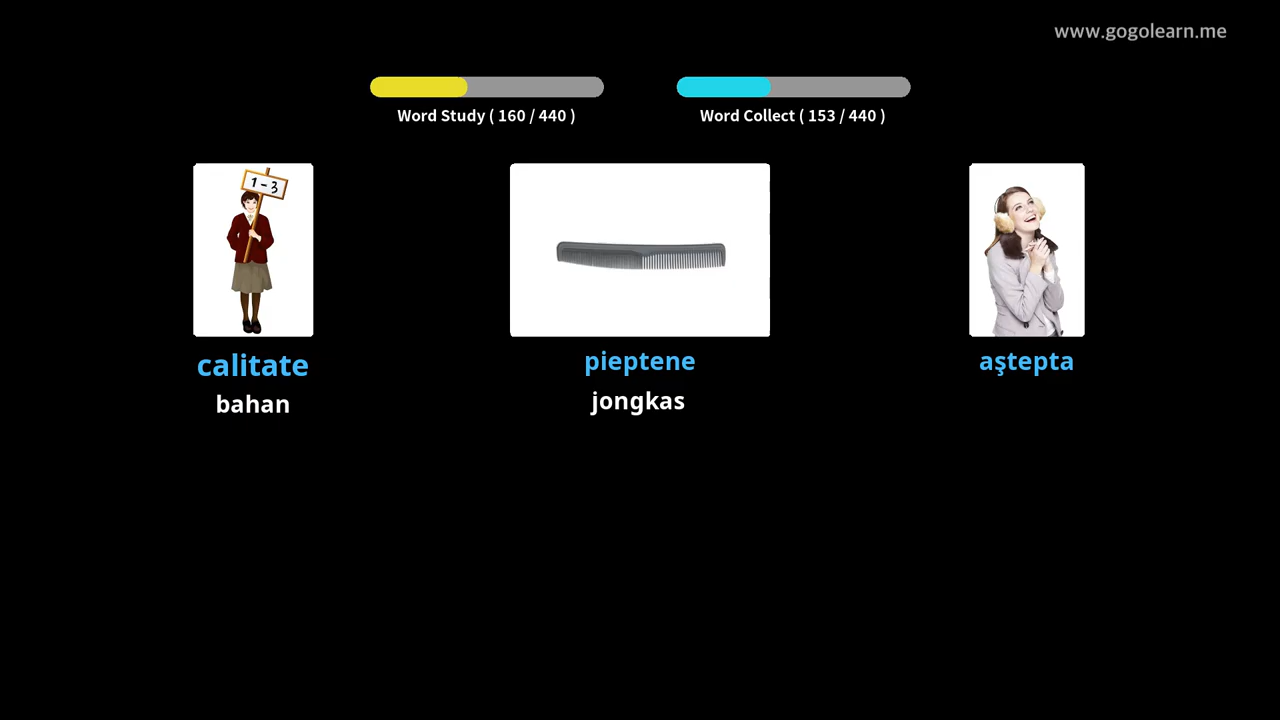 www.gogolearn.me
Word Study ( 160 / 440 )
Word Collect ( 153 / 440 )
1 - 3
calitate
bahan
pieptene
jongkas
aştepta